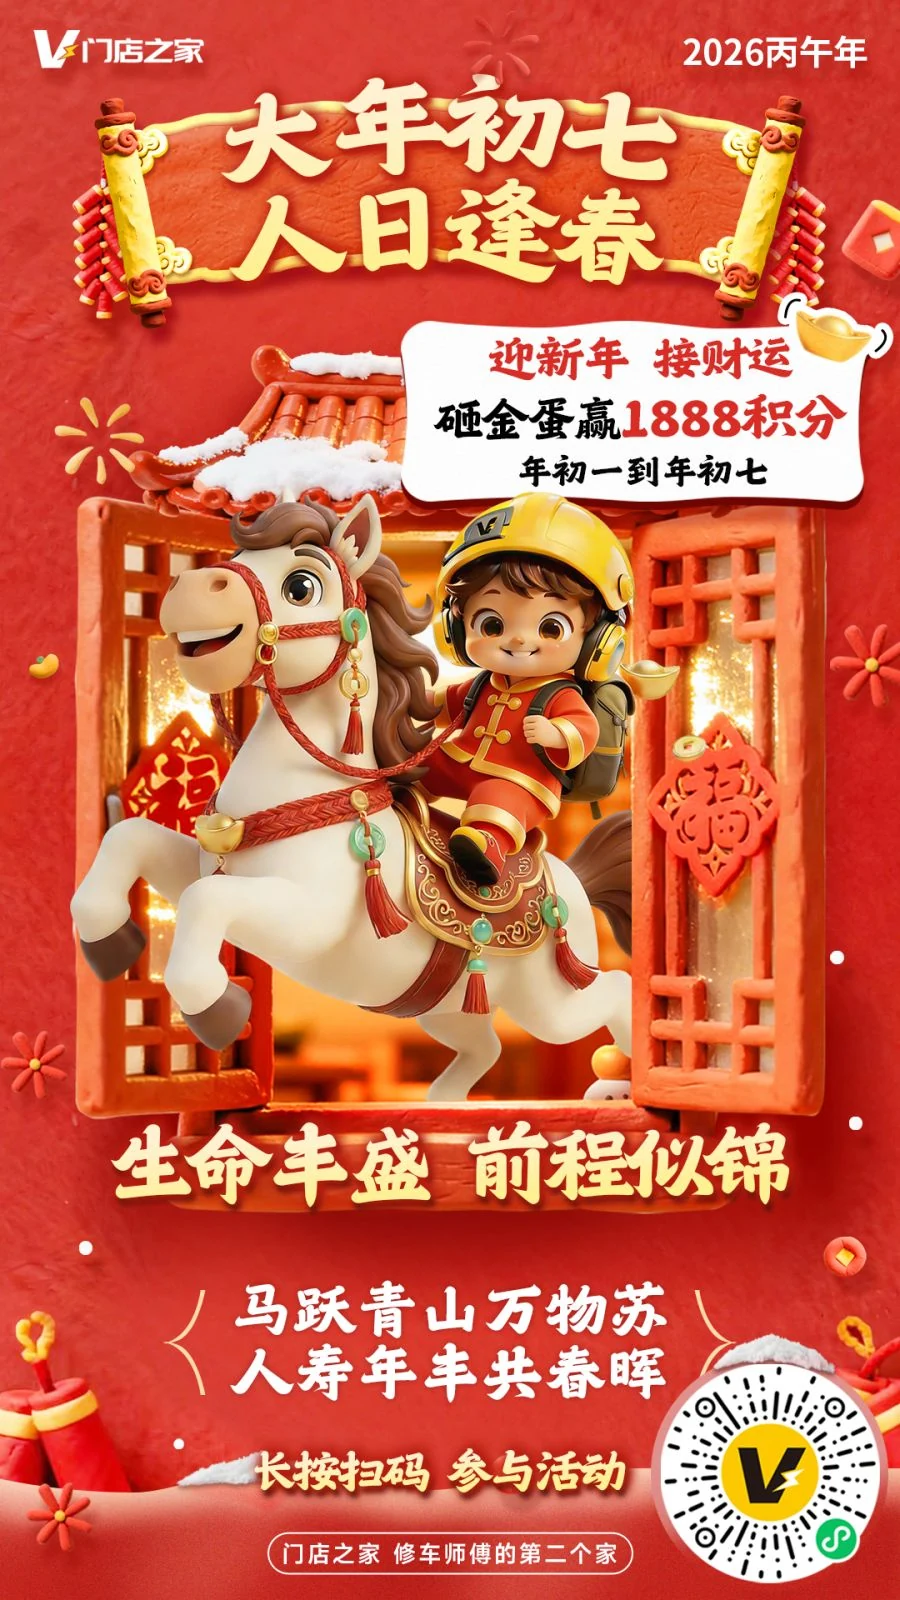 门店之家
2026丙午年
大年初七
人日逢春
迎新年 接财运
砸金蛋赢1888积分
年初一到年初七
福
福
生命丰盛 前程似锦
马跃青山万物苏
人寿年丰共春晖
长按扫码 参与活动
门店之家 修车师傅的第二个家